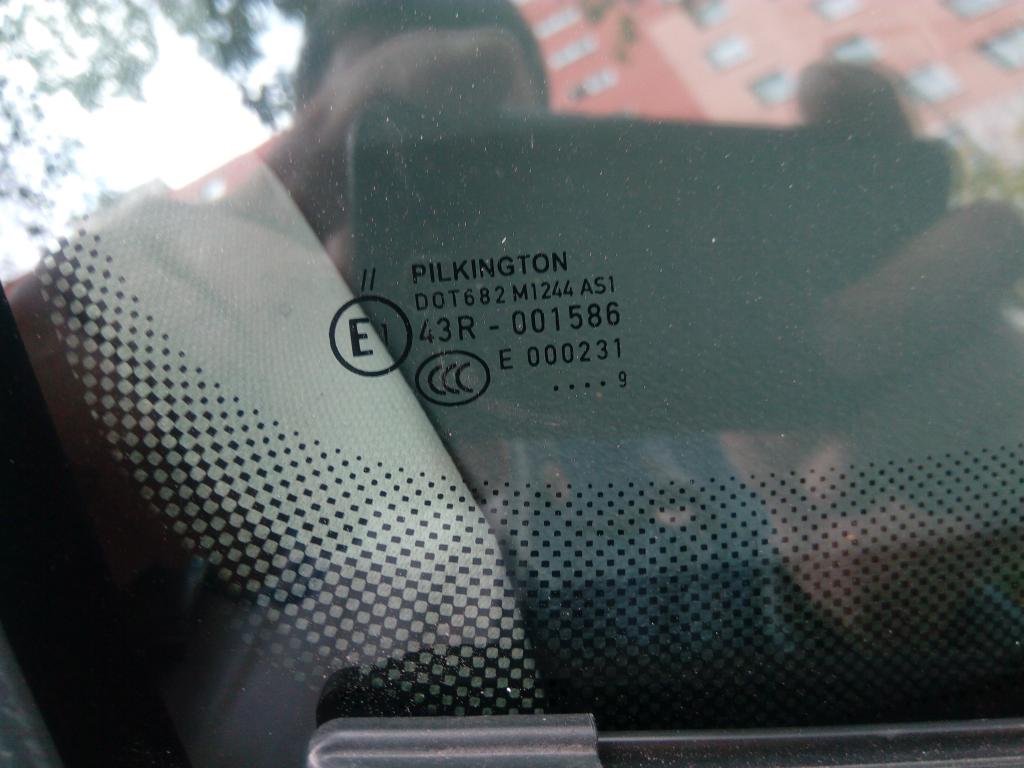 //
PILKINGTON
DOT682 M1244 AS1
E1 43R - 001586
CCC E 000231
.... 9